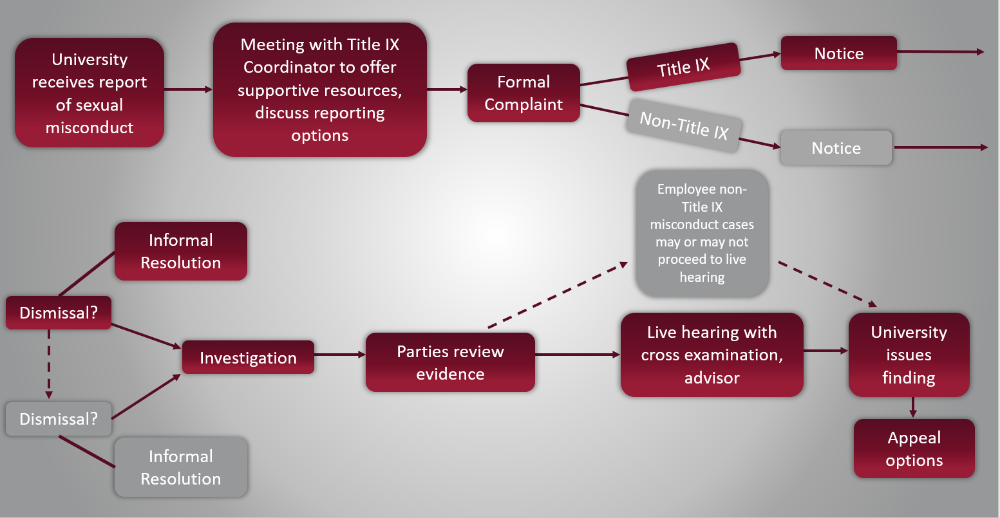 University
receives report
of sexual
misconduct
Meeting with Title IX
Coordinator to offer
supportive resources,
discuss reporting
options
Formal
Complaint
Title IX
Notice
Non-Title IX
Notice
Employee non-
Title IX
misconduct cases
may or may not
proceed to live
hearing
Informal
Resolution
Dismissal?
Investigation
Parties review
evidence
Live hearing with
cross examination,
advisor
University
issues
finding
Dismissal?
Informal
Resolution
Appeal
options